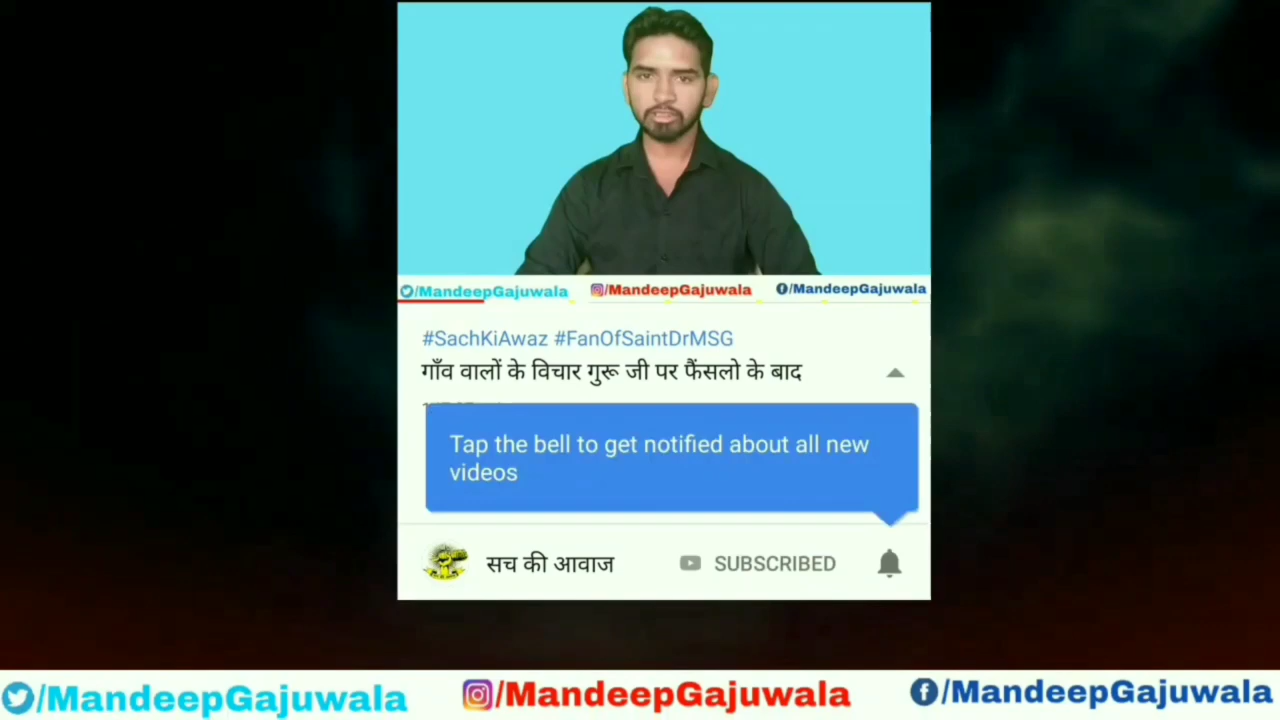 /MandeepGajuwala /MandeepGajuwala /MandeepGajuwala
#SachKiAwaz #FanOfSaintDrMSG
गाँव वालों के विचार गुरू जी पर फैंसलो के बाद
Tap the bell to get notified about all new
videos
सच की आवाज SUBSCRIBED
/MandeepGajuwala /MandeepGajuwala /MandeepGajuwala